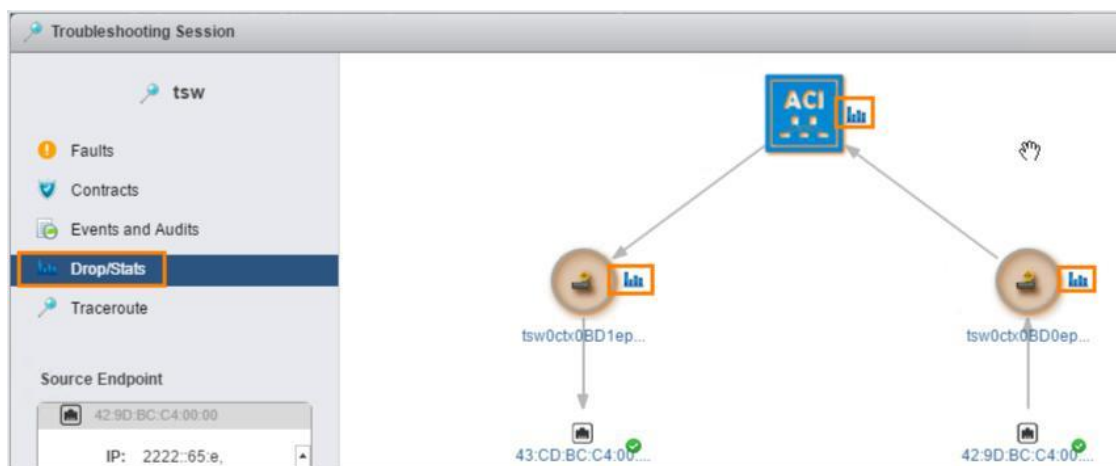 Troubleshooting Session
tsw
Faults
Contracts
Events and Audits
Drop/Stats
Traceroute
Source Endpoint
42:9D:BC:C4:00:00
IP: 2222::65:e,
ACI
tsw0ctx0BD1ep...
tsw0ctx0BD0ep...
43:CD:BC:C4:00:...
42:9D:BC:C4:00:...